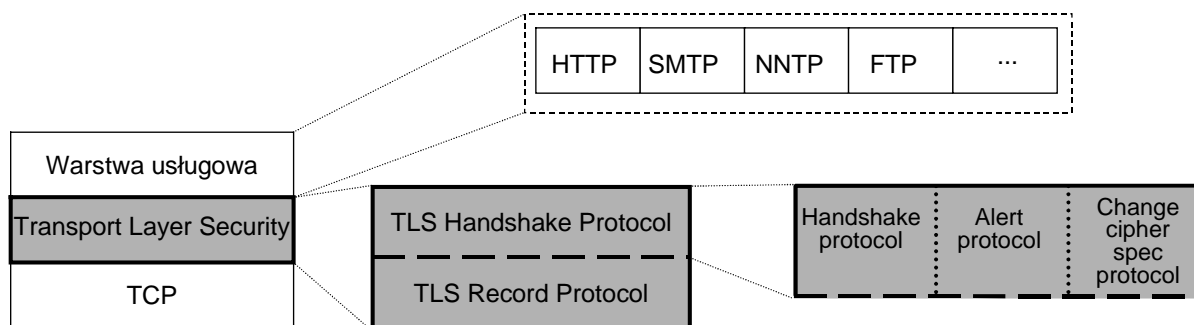 HTTP SMTP NNTP FTP ...
Warstwa usługowa
Transport Layer Security
TCP
TLS Handshake Protocol
TLS Record Protocol
Handshake
protocol
Alert
protocol
Change
cipher
spec
protocol